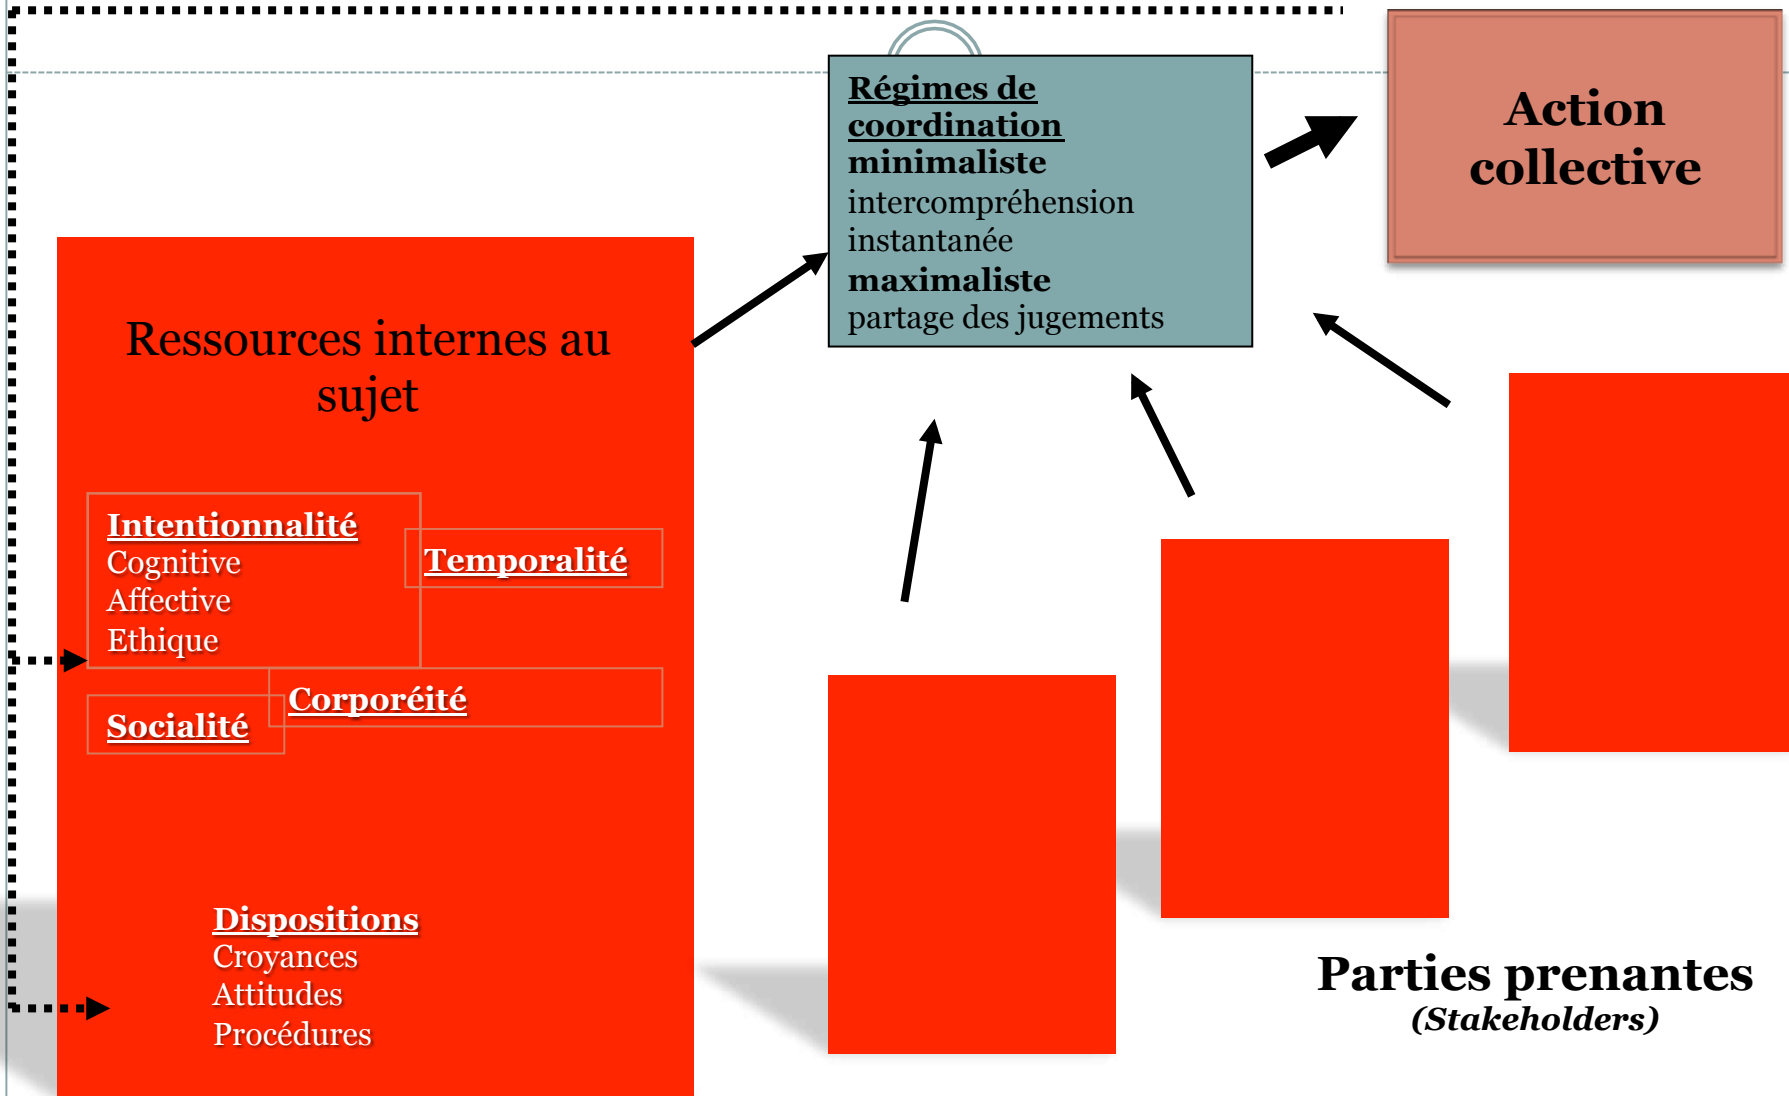 Régimes de
coordination
minimaliste
intercompréhension
instantanée
maximaliste
partage des jugements
Action
collective
Ressources internes au
sujet
Intentionnalité
Cognitive
Affective
Ethique
Temporalité
Corporéité
Socialité
Dispositions
Croyances
Attitudes
Procédures
Parties prenantes
(Stakeholders)